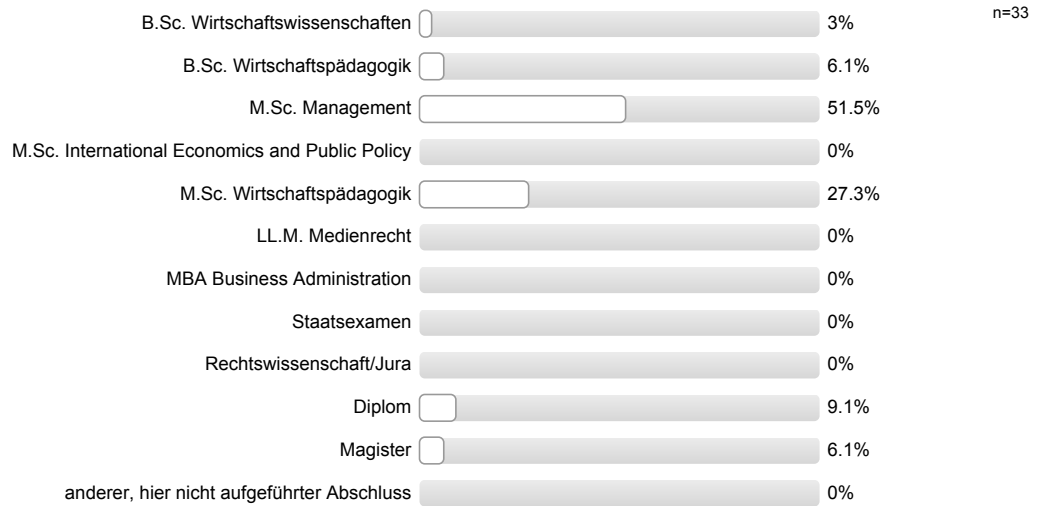 n=33
B.Sc. Wirtschaftswissenschaften 3%
B.Sc. Wirtschaftspädagogik 6.1%
M.Sc. Management 51.5%
M.Sc. International Economics and Public Policy 0%
M.Sc. Wirtschaftspädagogik 27.3%
LL.M. Medienrecht 0%
MBA Business Administration 0%
Staatsexamen 0%
Rechtswissenschaft/Jura 0%
Diplom 9.1%
Magister 6.1%
anderer, hier nicht aufgeführter Abschluss 0%